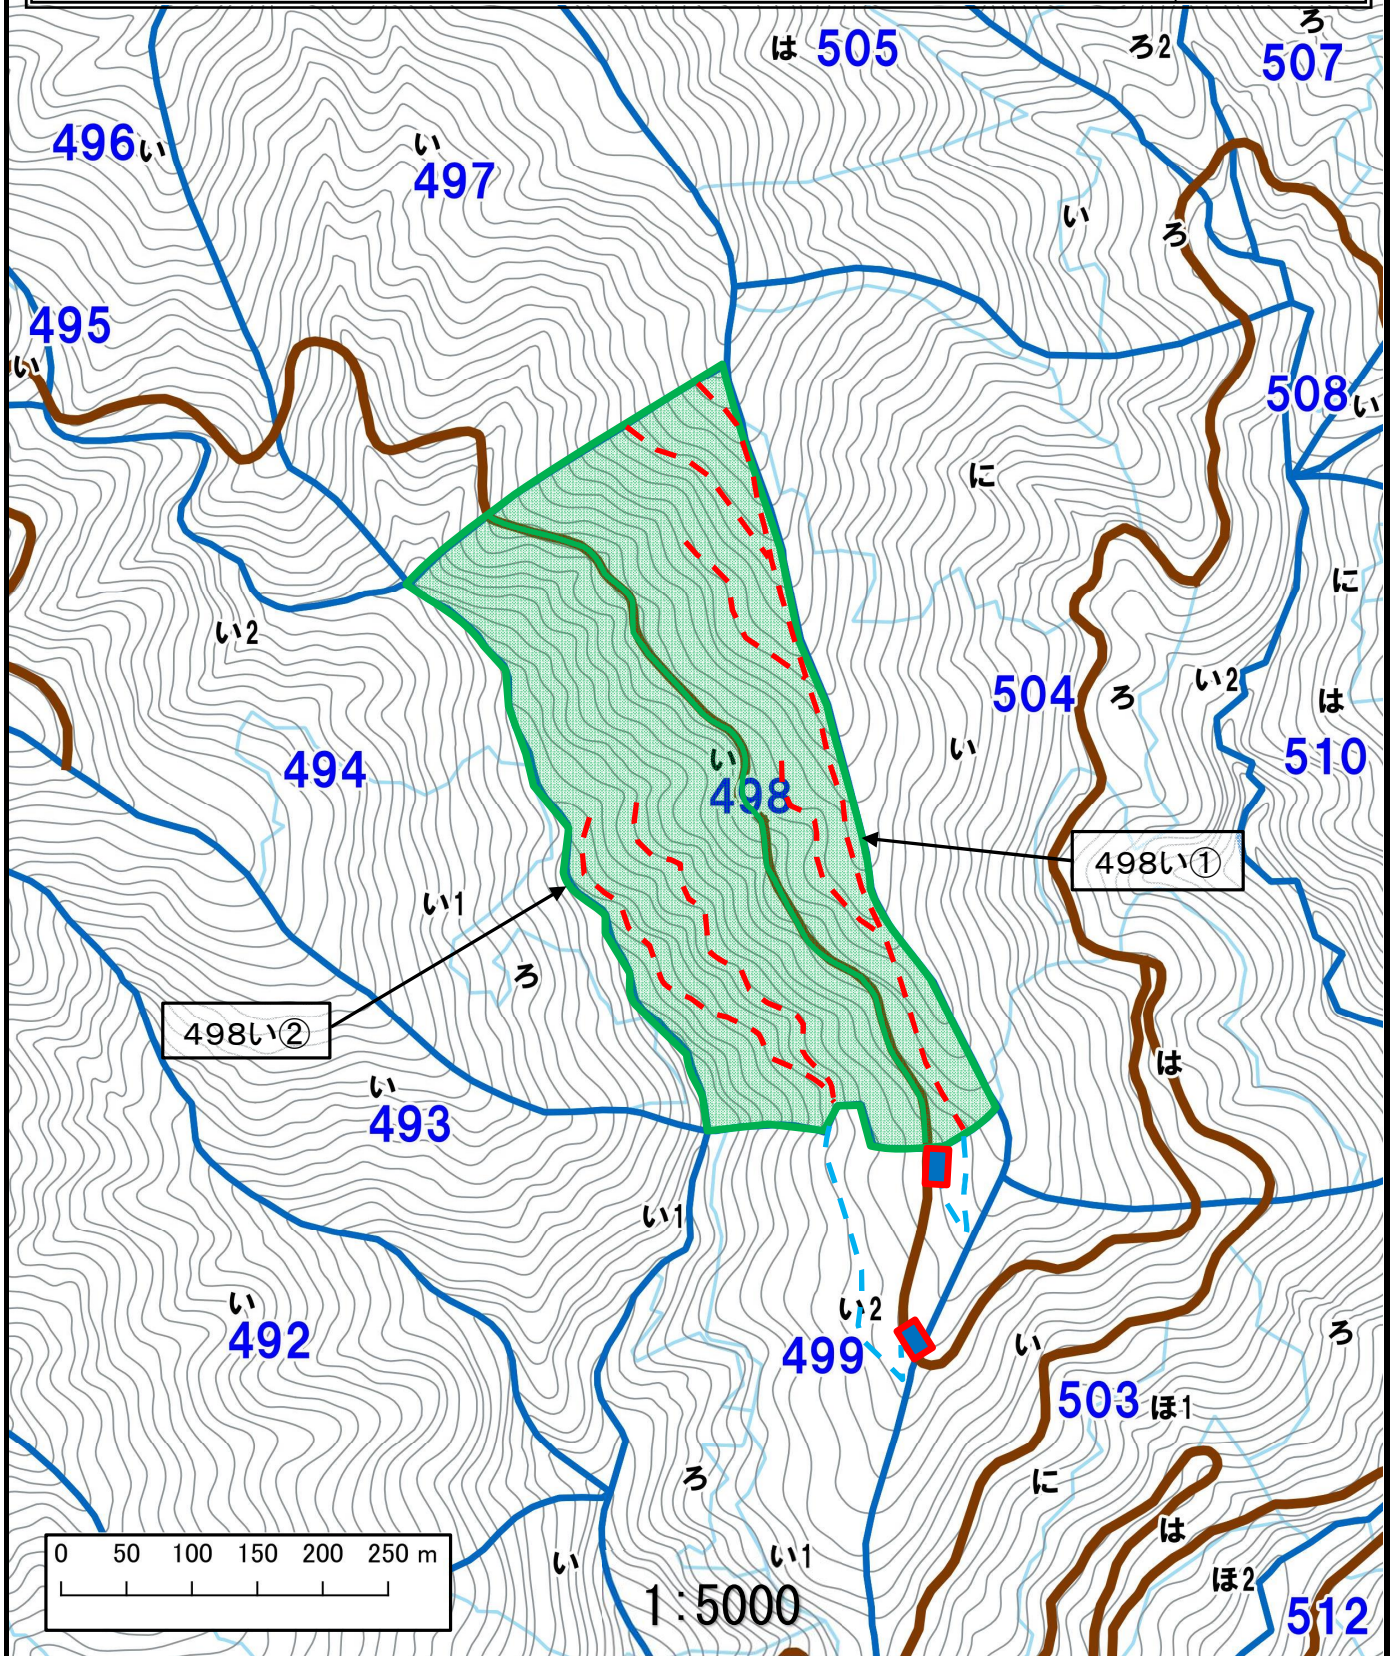 ろ
は 505
ろ2
507
496い
い
497
い
ろ
495
い
508い
に
に
い2
い2
504 ろ
は
い
510
494
い
498
498い①
い1
ろ
498い②
は
い
493
い1
い
492
い2
499
い
ろ
503 ほ1
ろ
に
は
0 50 100 150 200 250 m
い
い1
ほ2
1:5000
512